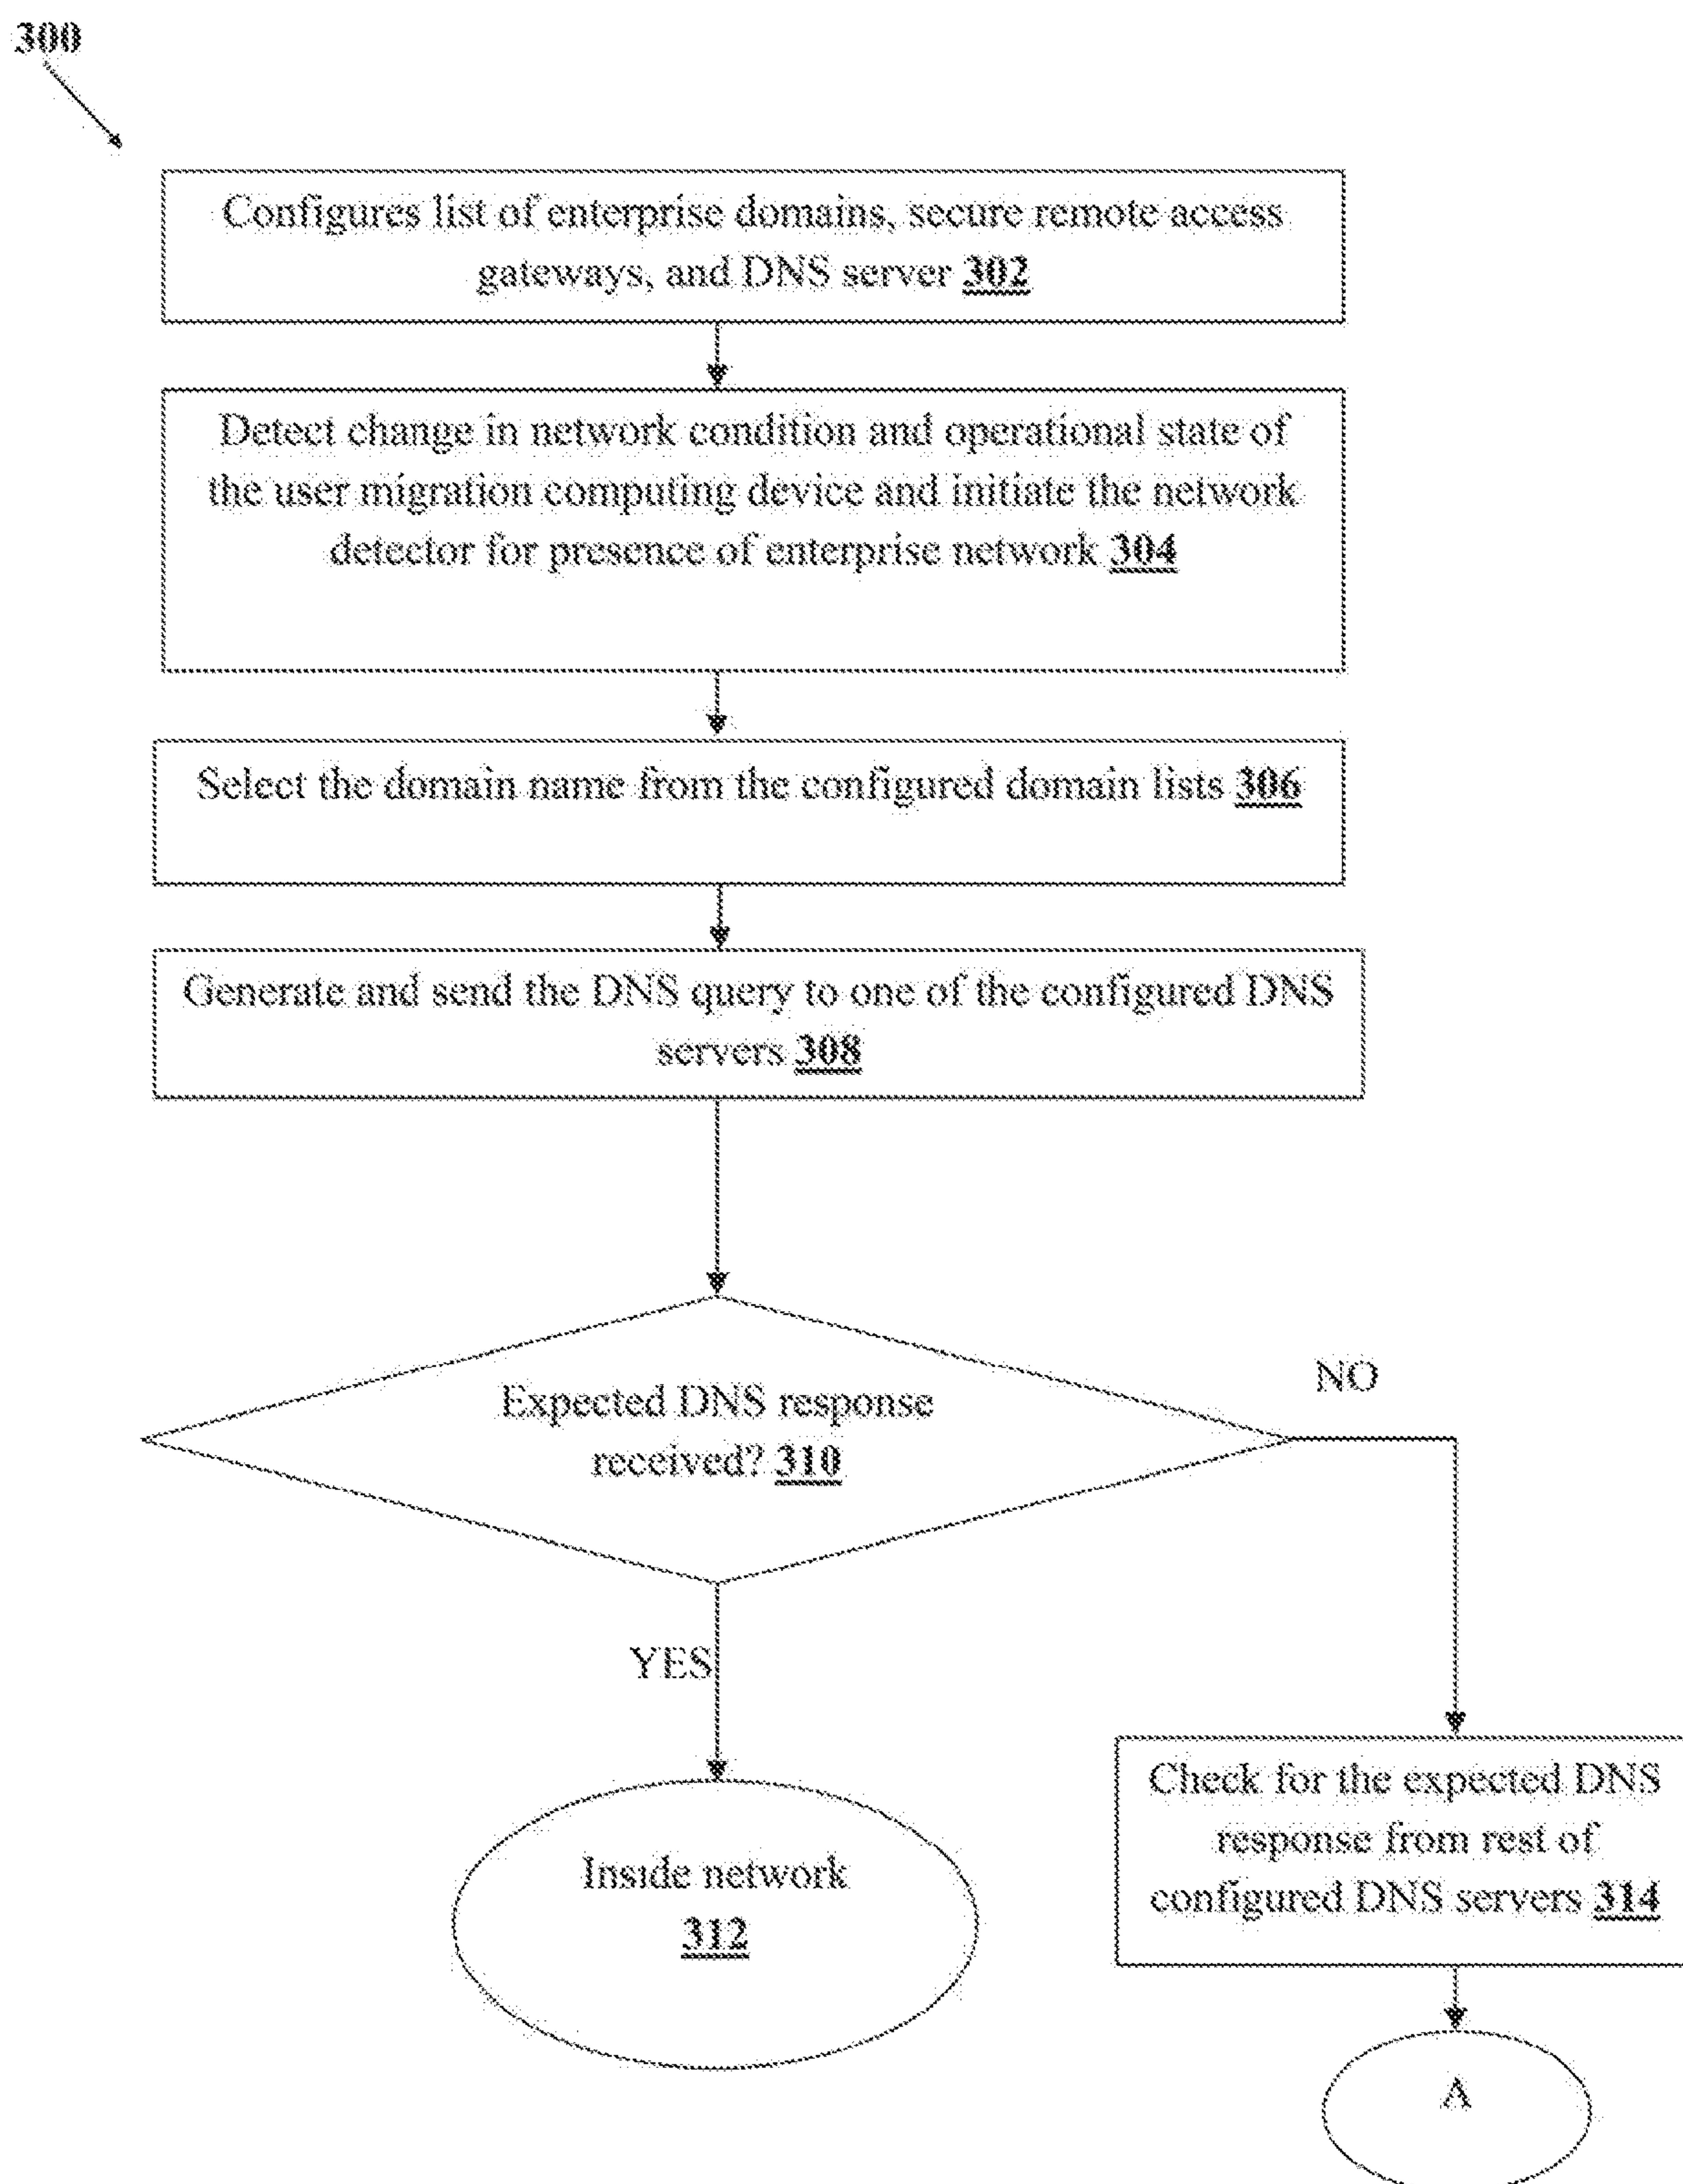 300
Configures list of enterprise domains, secure remote access
gateways, and DNS server 302
Detect change in network condition and operational state of
the user migration computing device and initiate the network
detector for presence of enterprise network 304
Select the domain name from the configured domain lists 306
Generate and send the DNS query to one of the configured DNS
servers 308
Expected DNS response
received? 310
NO
YES
Inside network
312
Check for the expected DNS
response from rest of
configured DNS servers 314
A